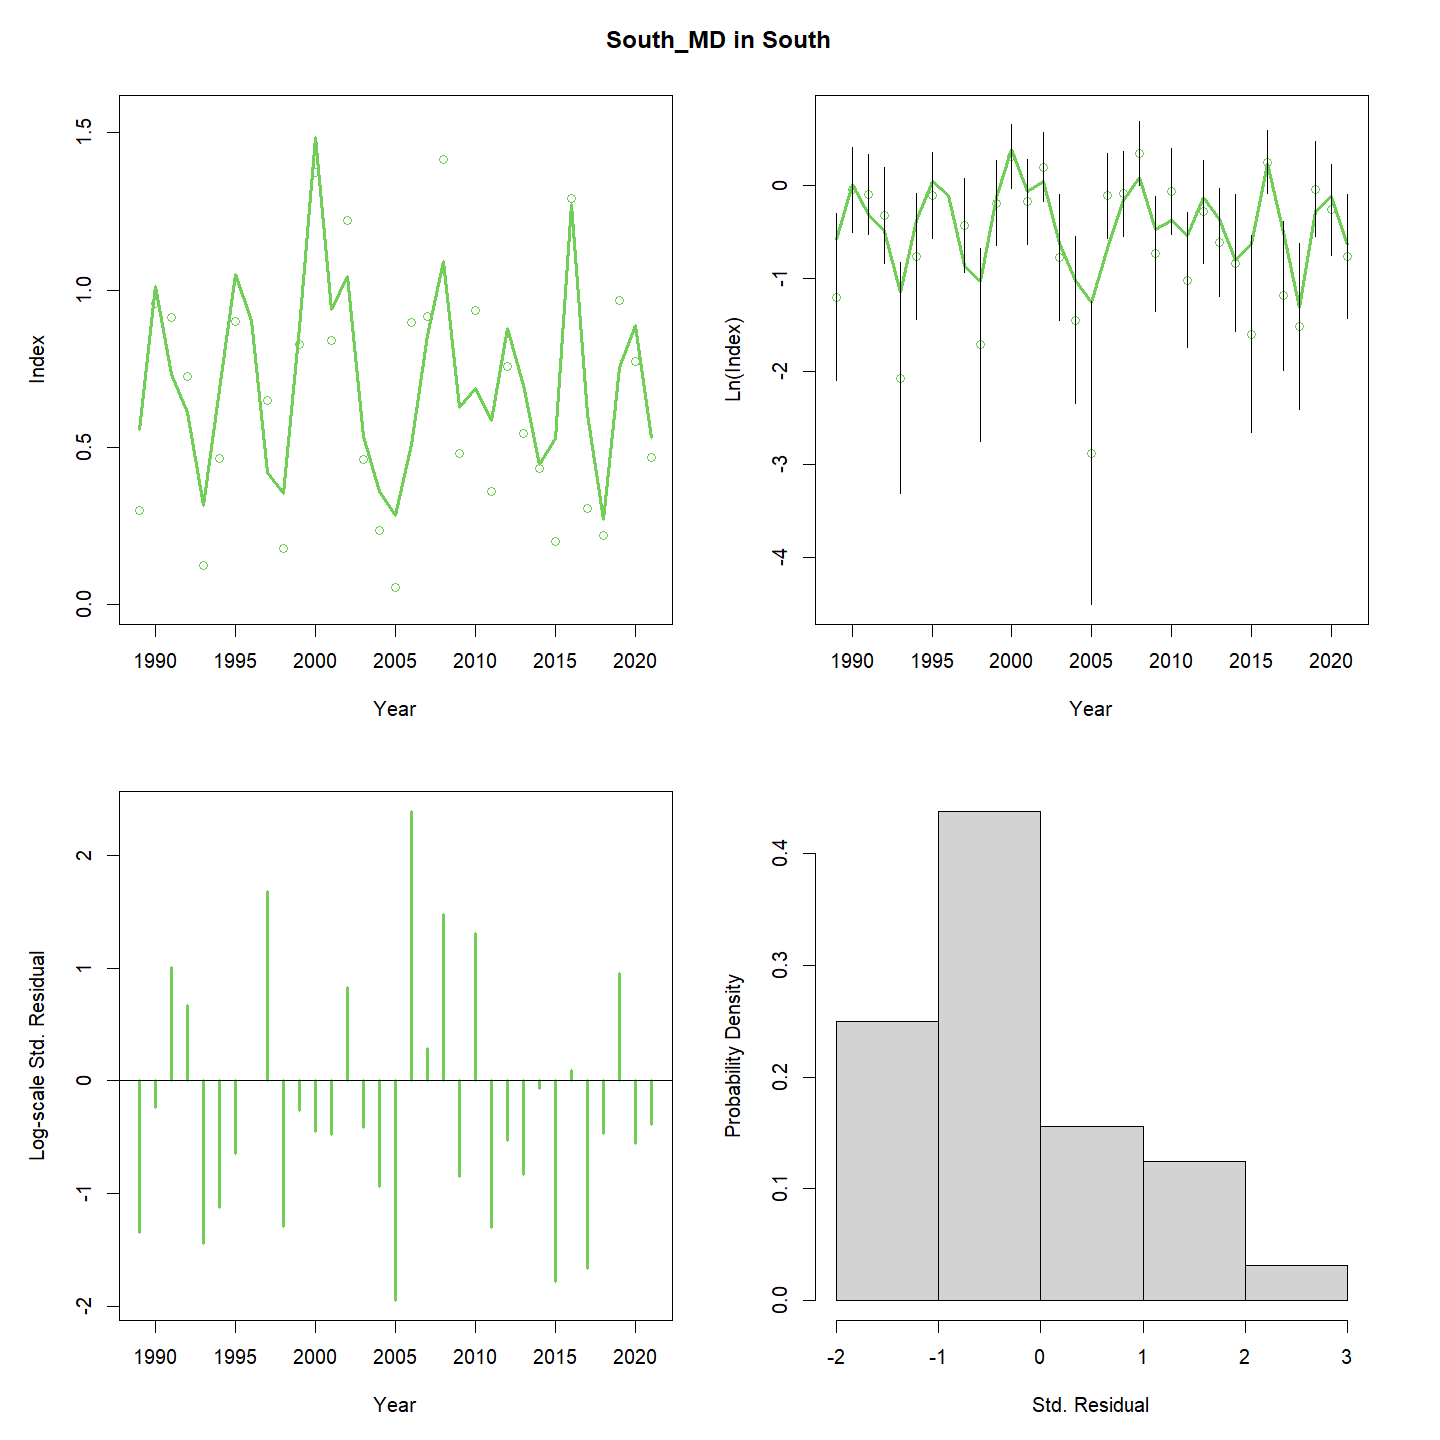 South_MD in South
Index
1.5
1.0
0.5
0.0
1990 1995 2000 2005 2010 2015 2020
Year
Ln(Index)
0
-1
-2
-3
-4
1990 1995 2000 2005 2010 2015 2020
Year
Log-scale Std. Residual
2
1
0
-1
-2
1990 1995 2000 2005 2010 2015 2020
Year
Probability Density
0.4
0.3
0.2
0.1
0.0
-2 -1 0 1 2 3
Std. Residual